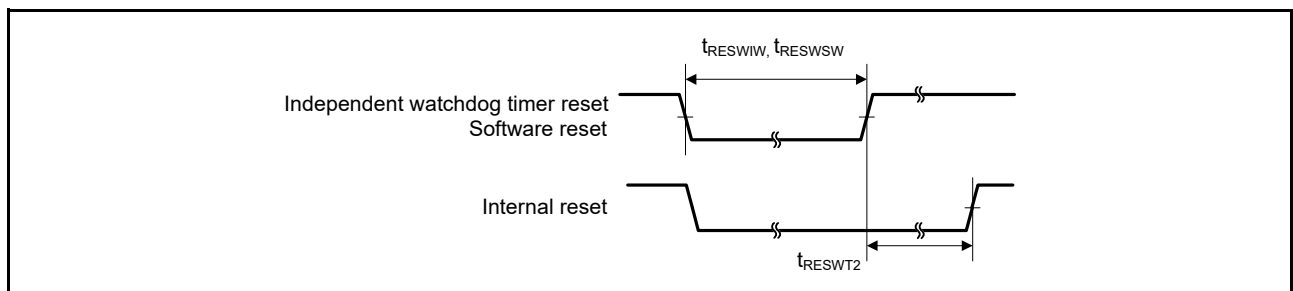 tRESWIW, tRESWSW
Independent watchdog timer reset
Software reset
Internal reset
tRESWT2